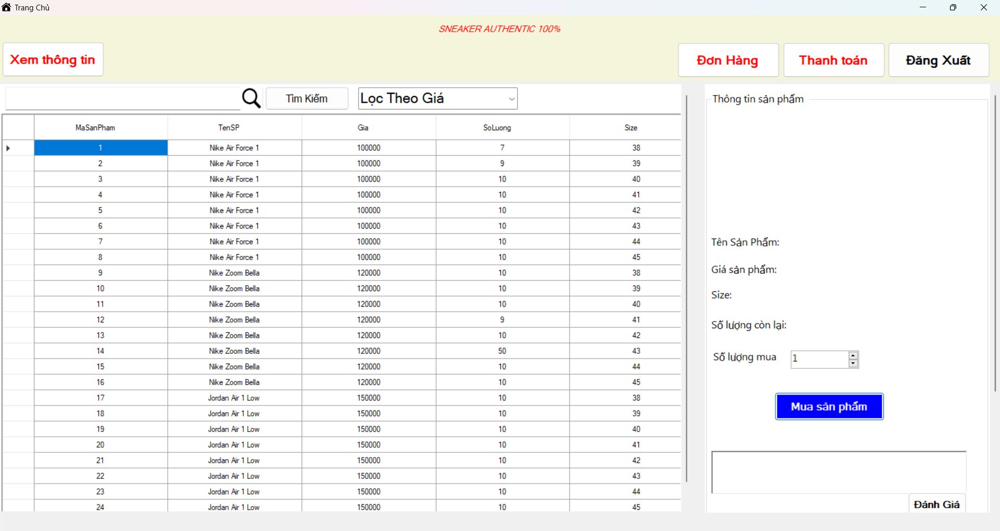 Trang Chủ
SNEAKER AUTHENTIC 100%
Xem thông tin
Đơn Hàng
Thanh toán
Đăng Xuất
Tìm Kiếm
Lọc Theo Giá
MaSanPham TenSP Gia SoLuong Size
1 Nike Air Force 1 100000 7 38
2 Nike Air Force 1 100000 9 39
3 Nike Air Force 1 100000 10 40
4 Nike Air Force 1 100000 10 41
5 Nike Air Force 1 100000 10 42
6 Nike Air Force 1 100000 10 43
7 Nike Air Force 1 100000 10 44
8 Nike Air Force 1 100000 10 45
9 Nike Zoom Bella 120000 10 38
10 Nike Zoom Bella 120000 10 39
11 Nike Zoom Bella 120000 10 40
12 Nike Zoom Bella 120000 9 41
13 Nike Zoom Bella 120000 10 42
14 Nike Zoom Bella 120000 50 43
15 Nike Zoom Bella 120000 10 44
16 Nike Zoom Bella 120000 10 45
17 Jordan Air 1 Low 150000 10 38
18 Jordan Air 1 Low 150000 10 39
19 Jordan Air 1 Low 150000 10 40
20 Jordan Air 1 Low 150000 10 41
21 Jordan Air 1 Low 150000 10 42
22 Jordan Air 1 Low 150000 10 43
23 Jordan Air 1 Low 150000 10 44
24 Jordan Air 1 Low 150000 10 45
Thông tin sản phẩm
Tên Sản Phẩm:
Giá sản phẩm:
Size:
Số lượng còn lại:
Số lượng mua 1
Mua sản phẩm
Đánh Giá